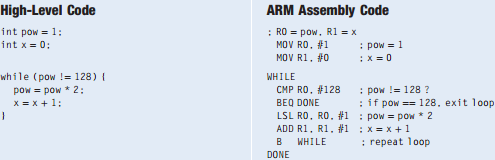 High-Level Code
int pow = 1;
int x = 0;
while (pow != 128) {
pow = pow * 2;
x = x + 1;
}
ARM Assembly Code
; R0 = pow, R1 = x
MOV R0, #1 ; pow = 1
MOV R1, #0 ; x = 0
WHILE
CMP R0, #128 ; pow != 128 ?
BEQ DONE ; if pow == 128, exit loop
LSL R0, R0, #1 ; pow = pow * 2
ADD R1, R1, #1 ; x = x + 1
B WHILE ; repeat loop
DONE